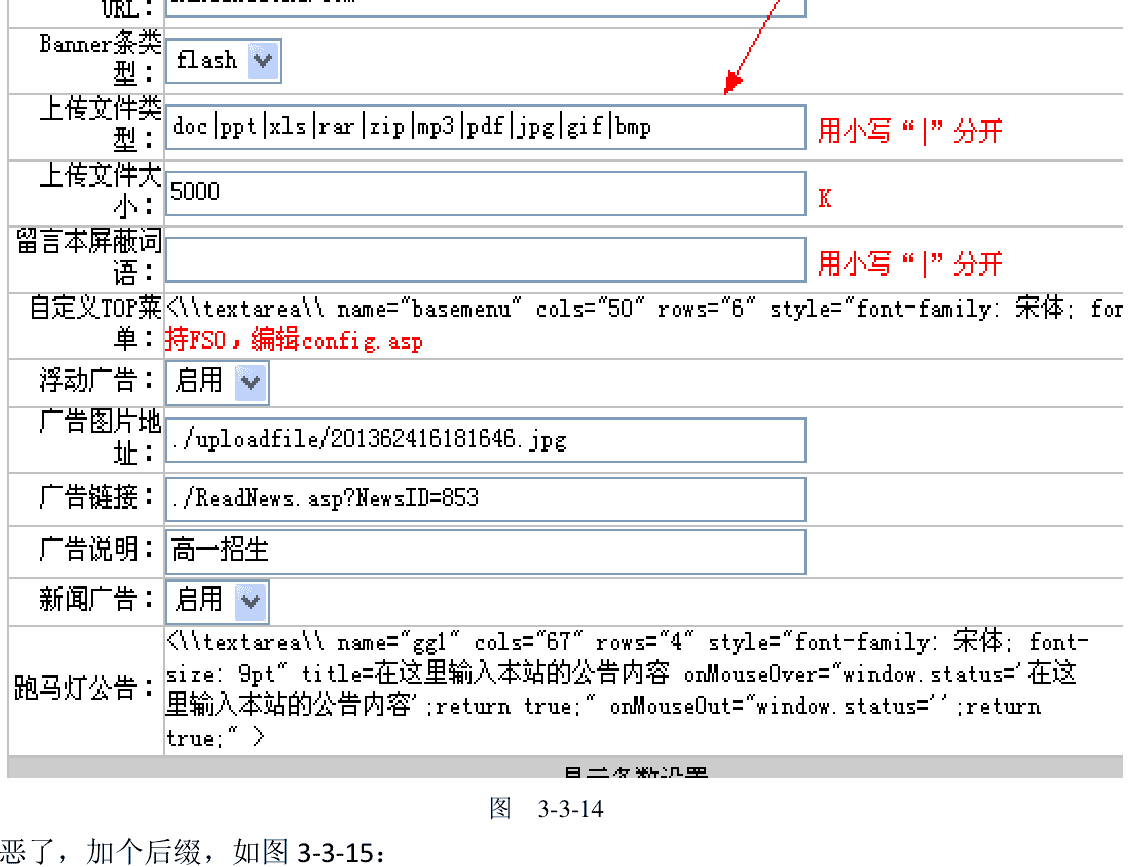 URL：
Banner条类
型：
flash
上传文件类
型：
doc|ppt|xls|rar|zip|mp3|pdf|jpg|gif|bmp
用小写“|”分开
上传文件大
小：
5000
K
留言本屏蔽词
语：
用小写“|”分开
自定义TOP菜
单：
<\\textarea\\ name="basemenu" cols="50" rows="6" style="font-family: 宋体; for
持FSO，编辑config.asp
浮动广告：
启用
广告图片地
址：
./uploadfile/201362416181646.jpg
广告链接：
./ReadNews.asp?NewsID=853
广告说明：
高一招生
新闻广告：
启用
跑马灯公告：
<\\textarea\\ name="gg1" cols="67" rows="4" style="font-family: 宋体; font-
size: 9pt" title=在这里输入本站的公告内容 onMouseOver="window.status='在这
里输入本站的公告内容';return true;" onMouseOut="window.status='';return
true;" >
显示条数设置
图 3-3-14
恶了，加个后缀，如图 3-3-15：